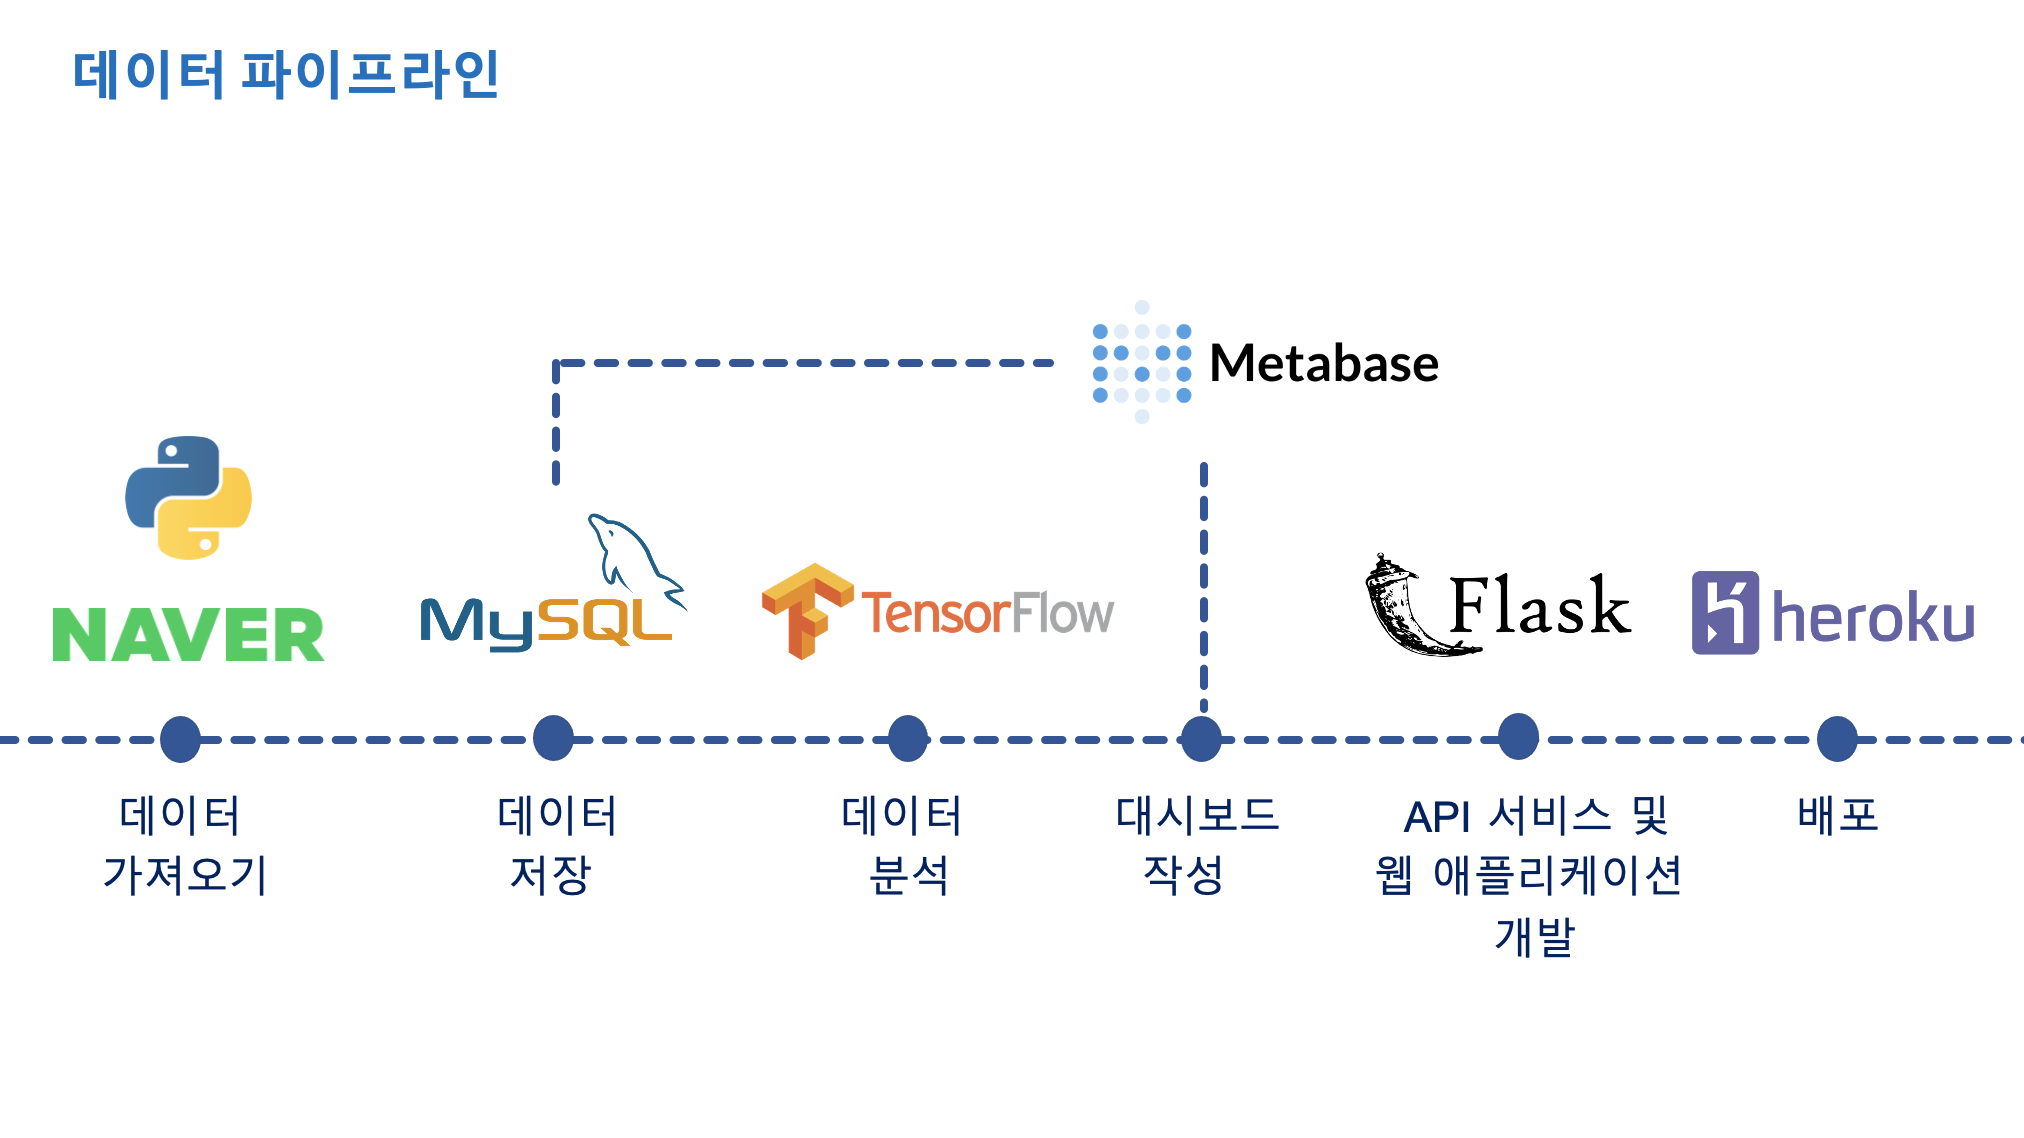 데이터 파이프라인
Metabase
NAVER
MySQL
TensorFlow
Flask
heroku
데이터
가져오기
데이터
저장
데이터
분석
대시보드
작성
API 서비스 및
웹 애플리케이션
개발
배포